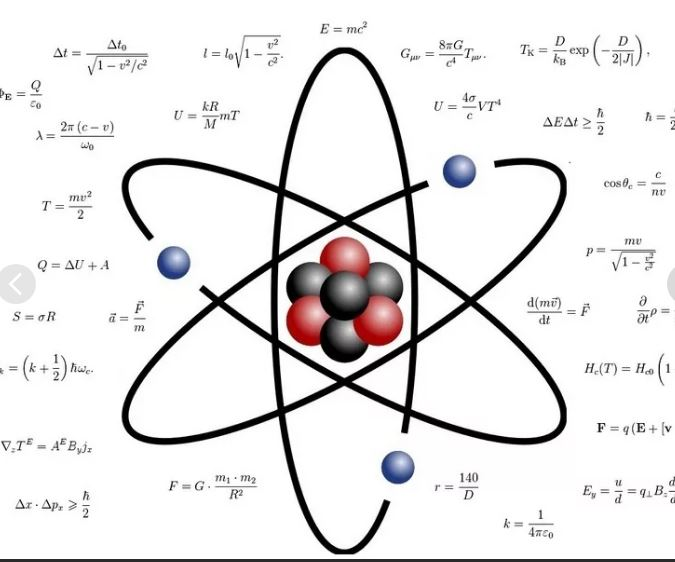 E = mc²
Δt = Δt₀ / √(1 − v²/c²)
l = l₀√(1 − v²/c²).
G_μν = (8πG/c⁴) T_μν.
T_K = (D/k_B) exp(−D/(2|J|)),
Φ_E = Q/ε₀
U = (kR/M) mT
U = (4σ/c) VT⁴
ΔEΔt ≥ ħ/2
ħ =
λ = 2π(c − v)/ω₀
cos θ_c = c/(nv)
T = mv²/2
p = mv / √(1 − v²/c²)
Q = ΔU + A
S = σR
a⃗ = F⃗/m
d(mv⃗)/dt = F⃗
∂/∂t ρ =
= (k + 1/2) ħω_c.
H_c(T) = H_c0 (1
F = q(E + [v
∇_z T^E = A^E B_y j_x
F = G · (m₁ · m₂)/R²
r = 140/D
E_y = u/d = q⊥B_z
Δx · Δp_x ⩾ ħ/2
k = 1/(4πε₀)